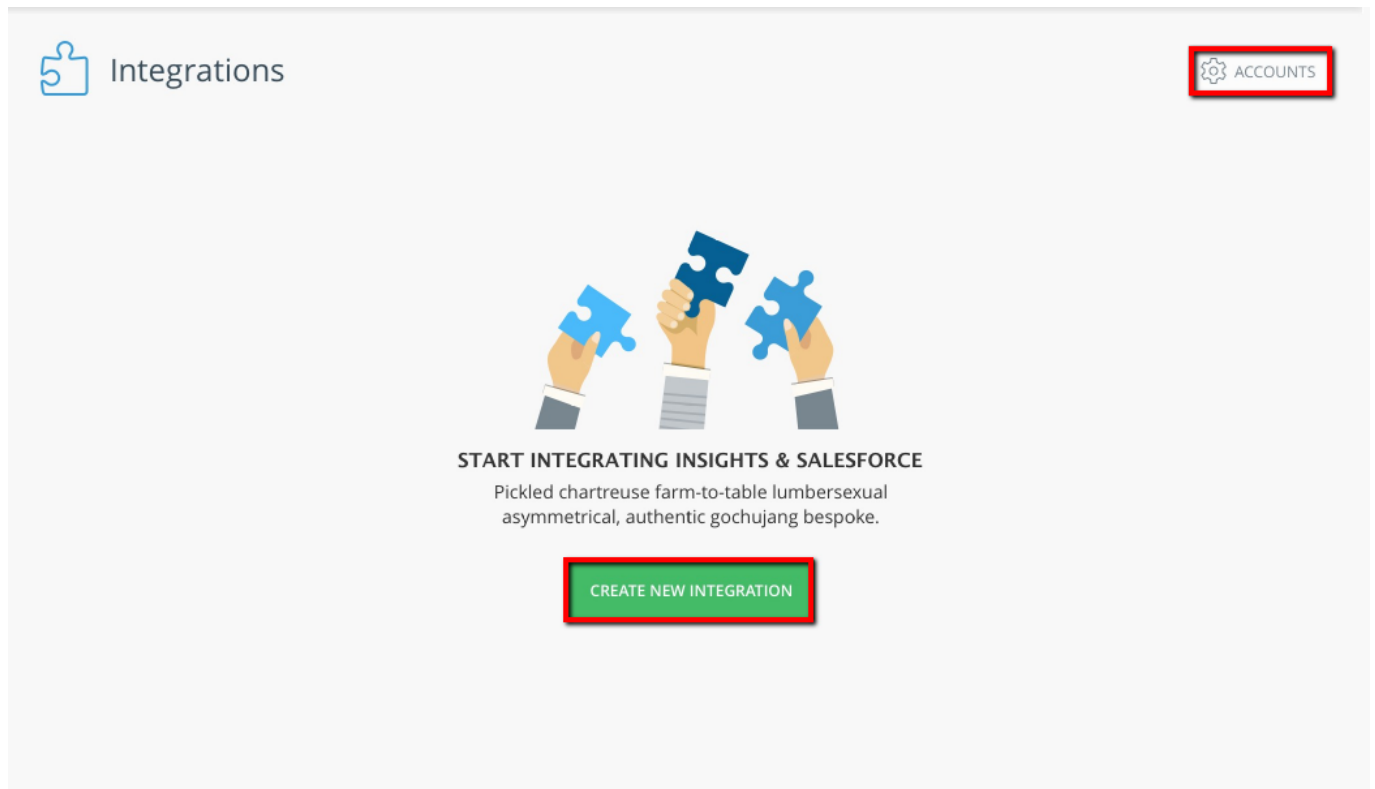 Integrations
ACCOUNTS
START INTEGRATING INSIGHTS & SALESFORCE
Pickled chartreuse farm-to-table lumbersexual
asymmetrical, authentic gochujang bespoke.
CREATE NEW INTEGRATION